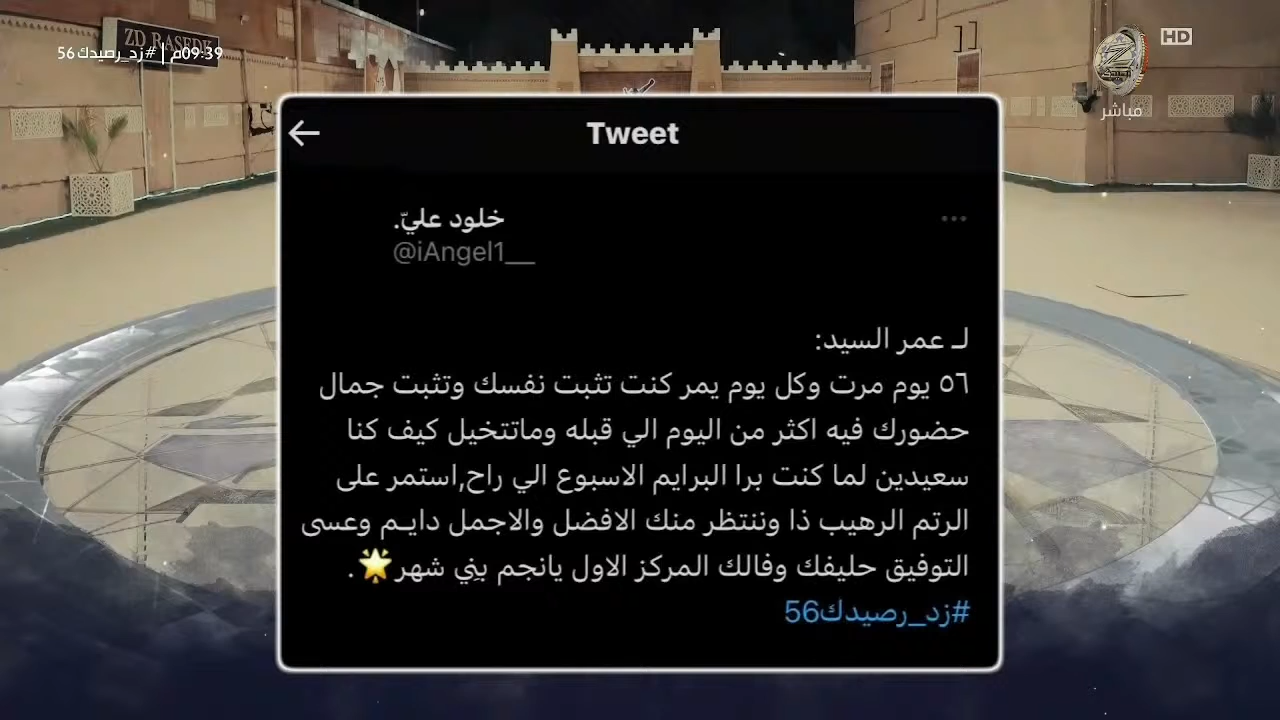 ZD RASEDK
09:39م | #زد_رصيدك56
HD
مباشر
Tweet
خلود عليّ.
@iAngel1__
لـ عمر السيد:
٥٦ يوم مرت وكل يوم يمر كنت تثبت نفسك وتثبت جمال
حضورك فيه اكثر من اليوم الي قبله وماتتخيل كيف كنا
سعيدين لما كنت برا البرايم الاسبوع الي راح,استمر على
الرتم الرهيب ذا وننتظر منك الافضل والاجمل دايـم وعسى
التوفيق حليفك وفالك المركز الاول يانجم بني شهر🌟 .
#زد_رصيدك56